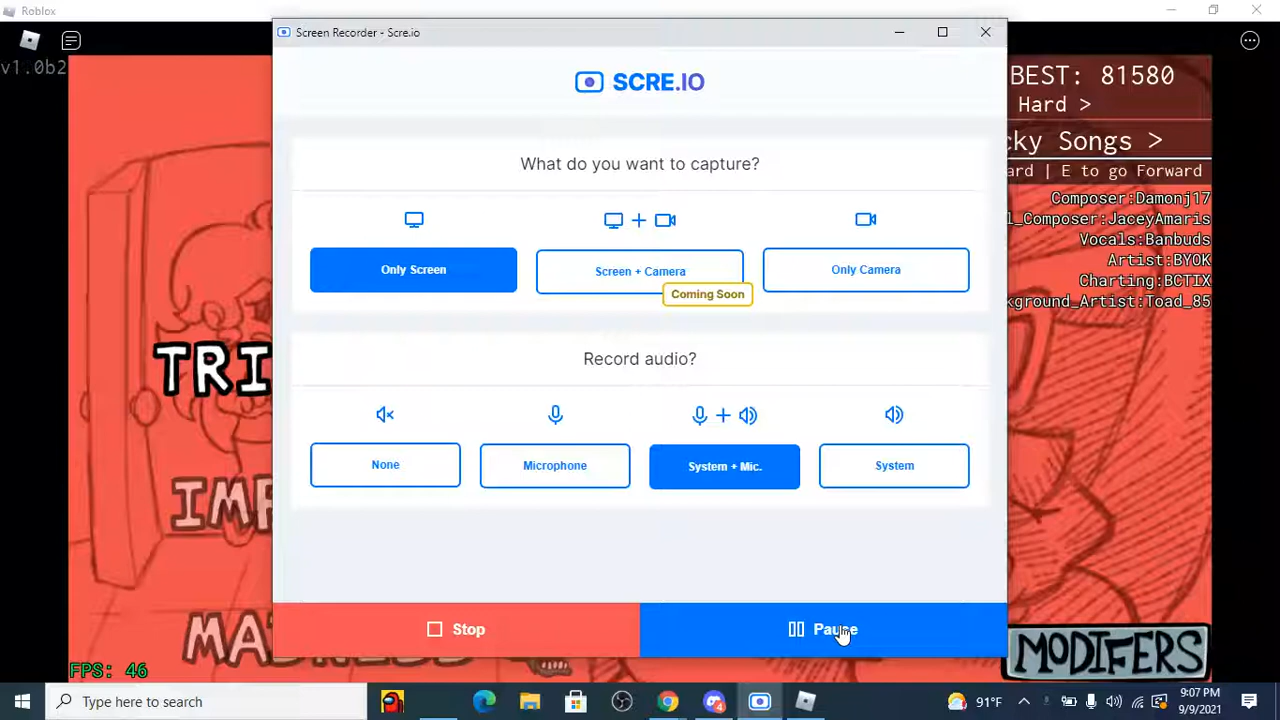 Roblox
Screen Recorder - Scre.io
v1.0b2
SCRE.IO
BEST: 81580
Hard >
cky Songs >
ard | E to go Forward
What do you want to capture?
Composer:Damonj17
l_Composer:JaceyAmaris
Vocals:Banbuds
Artist:BYOK
Charting:BCTIX
kground_Artist:Toad_85
Only Screen
Screen + Camera
Only Camera
Coming Soon
TRI
Record audio?
None
Microphone
System + Mic.
System
IMP
MADNESS
Stop
Pause
MODIFERS
FPS: 46
Type here to search
91°F
9:07 PM
9/9/2021